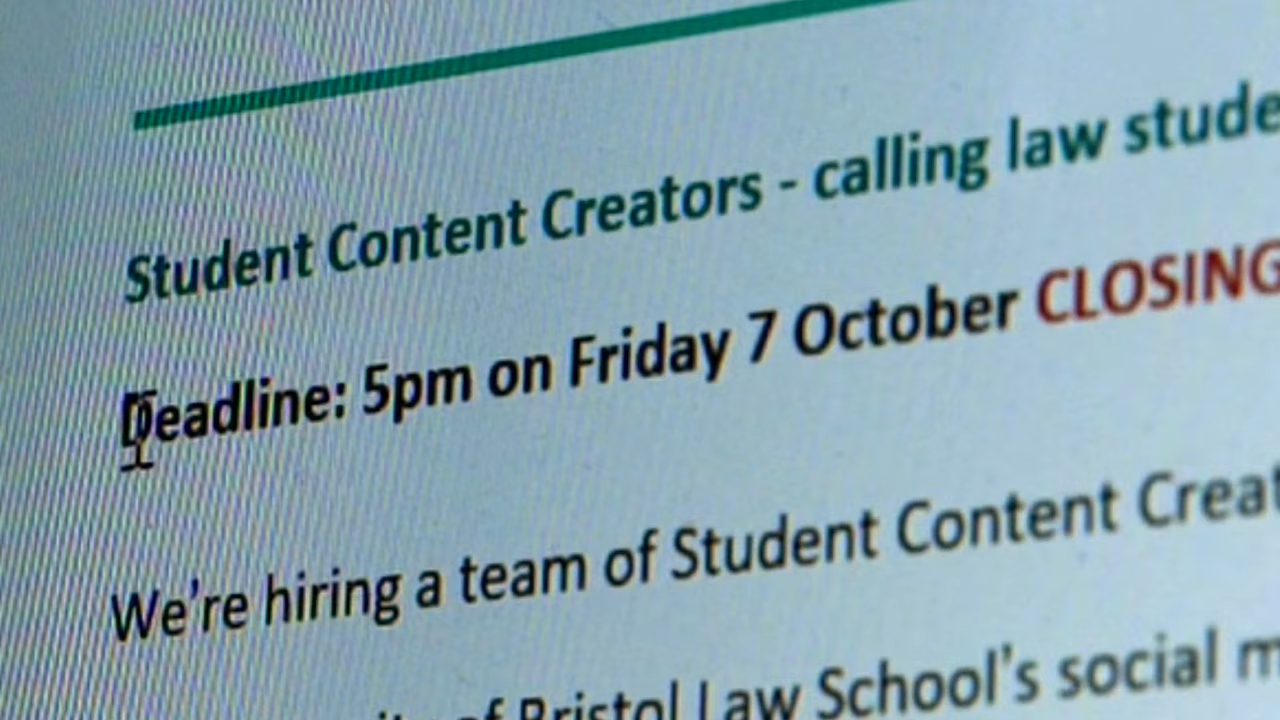 Student Content Creators - calling law stude
Deadline: 5pm on Friday 7 October CLOSING
We're hiring a team of Student Content Creat
of Bristol Law School's social m